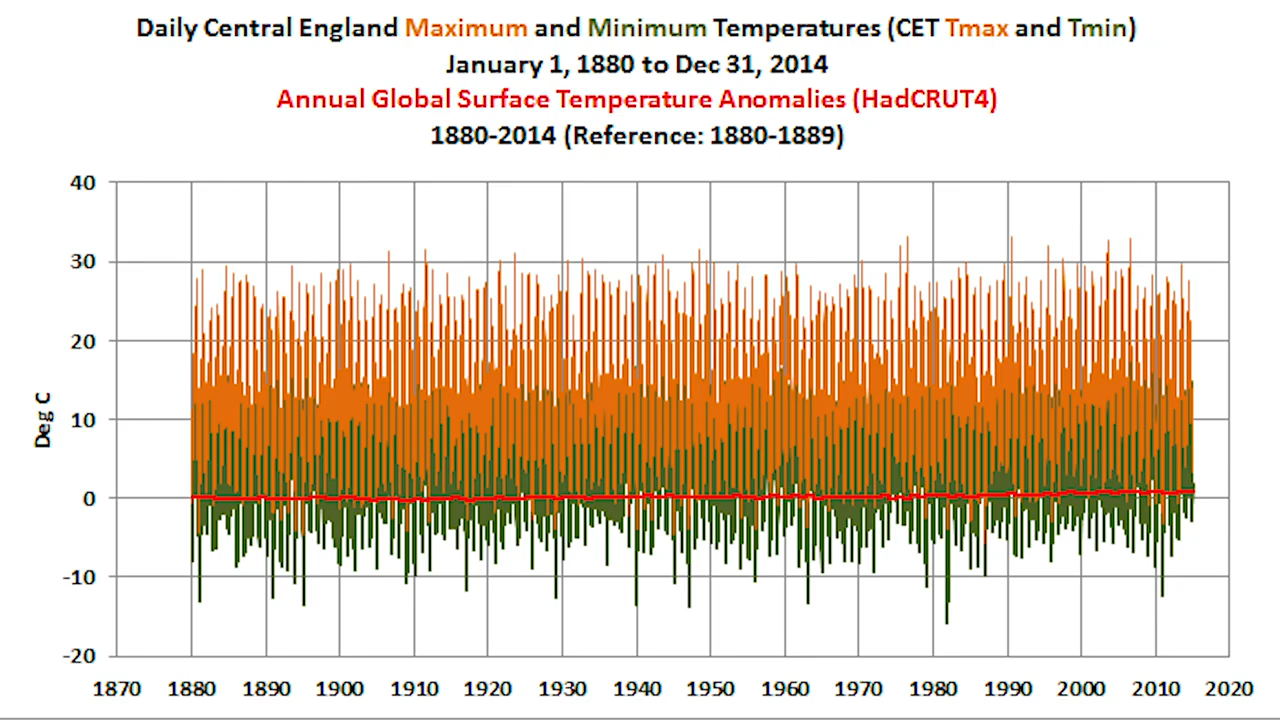 Daily Central England Maximum and Minimum Temperatures (CET Tmax and Tmin)
January 1, 1880 to Dec 31, 2014
Annual Global Surface Temperature Anomalies (HadCRUT4)
1880-2014 (Reference: 1880-1889)
40
30
20
10
0
-10
-20
Deg C
1870 1880 1890 1900 1910 1920 1930 1940 1950 1960 1970 1980 1990 2000 2010 2020